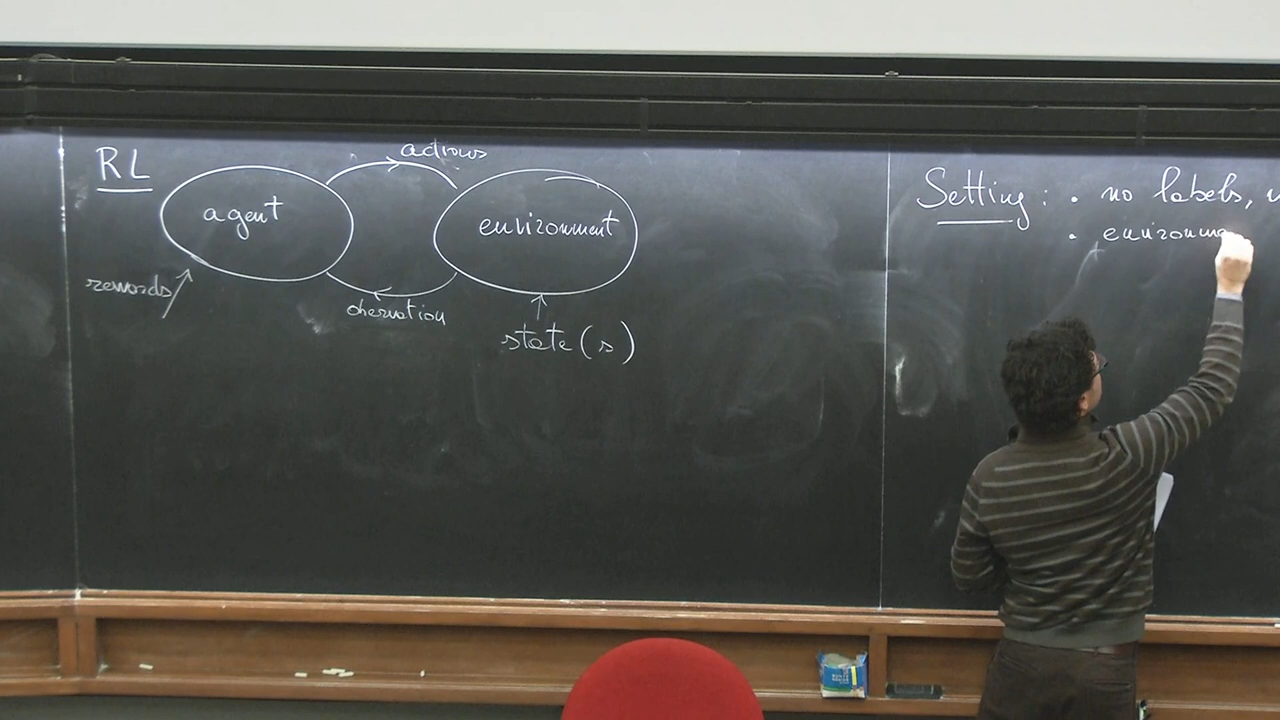 RL
actions
agent
environment
rewards
observation
state (s)
Setting : • no labels,
• environme